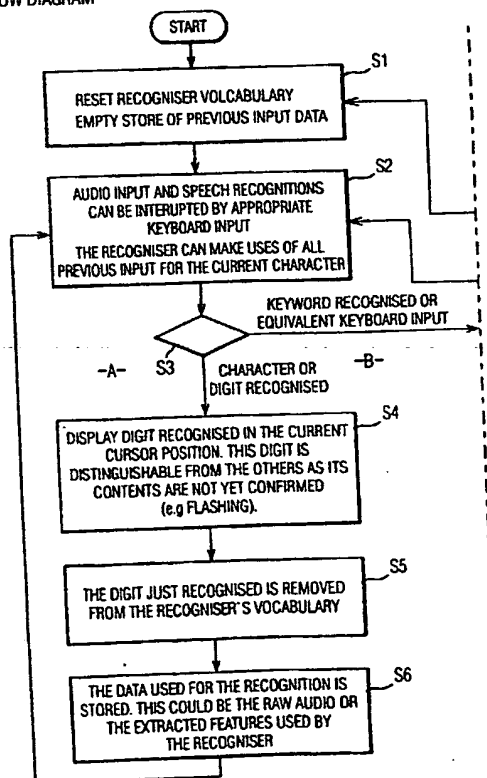 START
S1
RESET RECOGNISER VOLCABULARY
EMPTY STORE OF PREVIOUS INPUT DATA
S2
AUDIO INPUT AND SPEECH RECOGNITIONS
CAN BE INTERUPTED BY APPROPRIATE
KEYBOARD INPUT
THE RECOGNISER CAN MAKE USES OF ALL
PREVIOUS INPUT FOR THE CURRENT CHARACTER
KEYWORD RECOGNISED OR
EQUIVALENT KEYBOARD INPUT
-A- S3 CHARACTER OR -B-
DIGIT RECOGNISED
S4
DISPLAY DIGIT RECOGNISED IN THE CURRENT
CURSOR POSITION. THIS DIGIT IS
DISTINGUISHABLE FROM THE OTHERS AS ITS
CONTENTS ARE NOT YET CONFIRMED
(e.g FLASHING).
S5
THE DIGIT JUST RECOGNISED IS REMOVED
FROM THE RECOGNISER'S VOCABULARY
S6
THE DATA USED FOR THE RECOGNITION IS
STORED. THIS COULD BE THE RAW AUDIO OR
THE EXTRACTED FEATURES USED BY
THE RECOGNISER